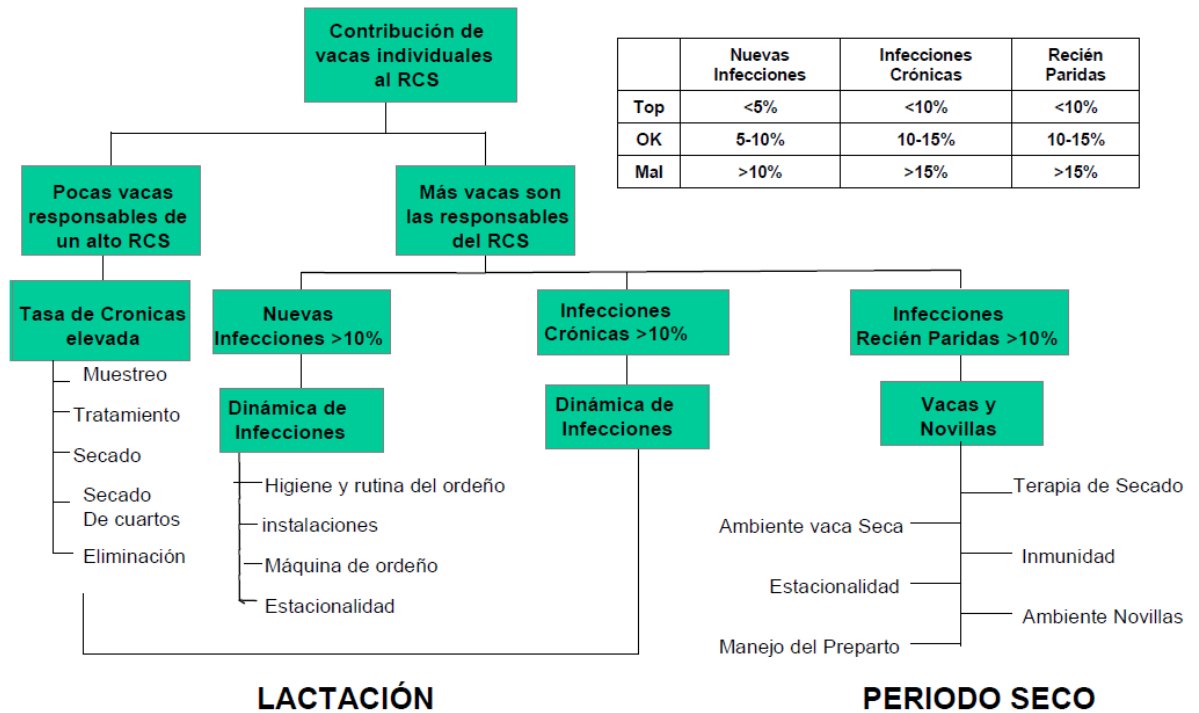 Contribución de
vacas individuales
al RCS
Nuevas
Infecciones
Infecciones
Crónicas
Recién
Paridas
Top
<5%
<10%
<10%
OK
5-10%
10-15%
10-15%
Mal
>10%
>15%
>15%
Pocas vacas
responsables de
un alto RCS
Más vacas son
las responsables
del RCS
Tasa de Cronicas
elevada
Nuevas
Infecciones >10%
Infecciones
Crónicas >10%
Infecciones
Recién Paridas >10%
Muestreo
Tratamiento
Secado
Secado
De cuartos
Eliminación
Dinámica de
Infecciones
Higiene y rutina del ordeño
instalaciones
Máquina de ordeño
Estacionalidad
Dinámica de
Infecciones
Vacas y
Novillas
Terapia de Secado
Ambiente vaca Seca
Inmunidad
Estacionalidad
Ambiente Novillas
Manejo del Preparto
LACTACIÓN
PERIODO SECO